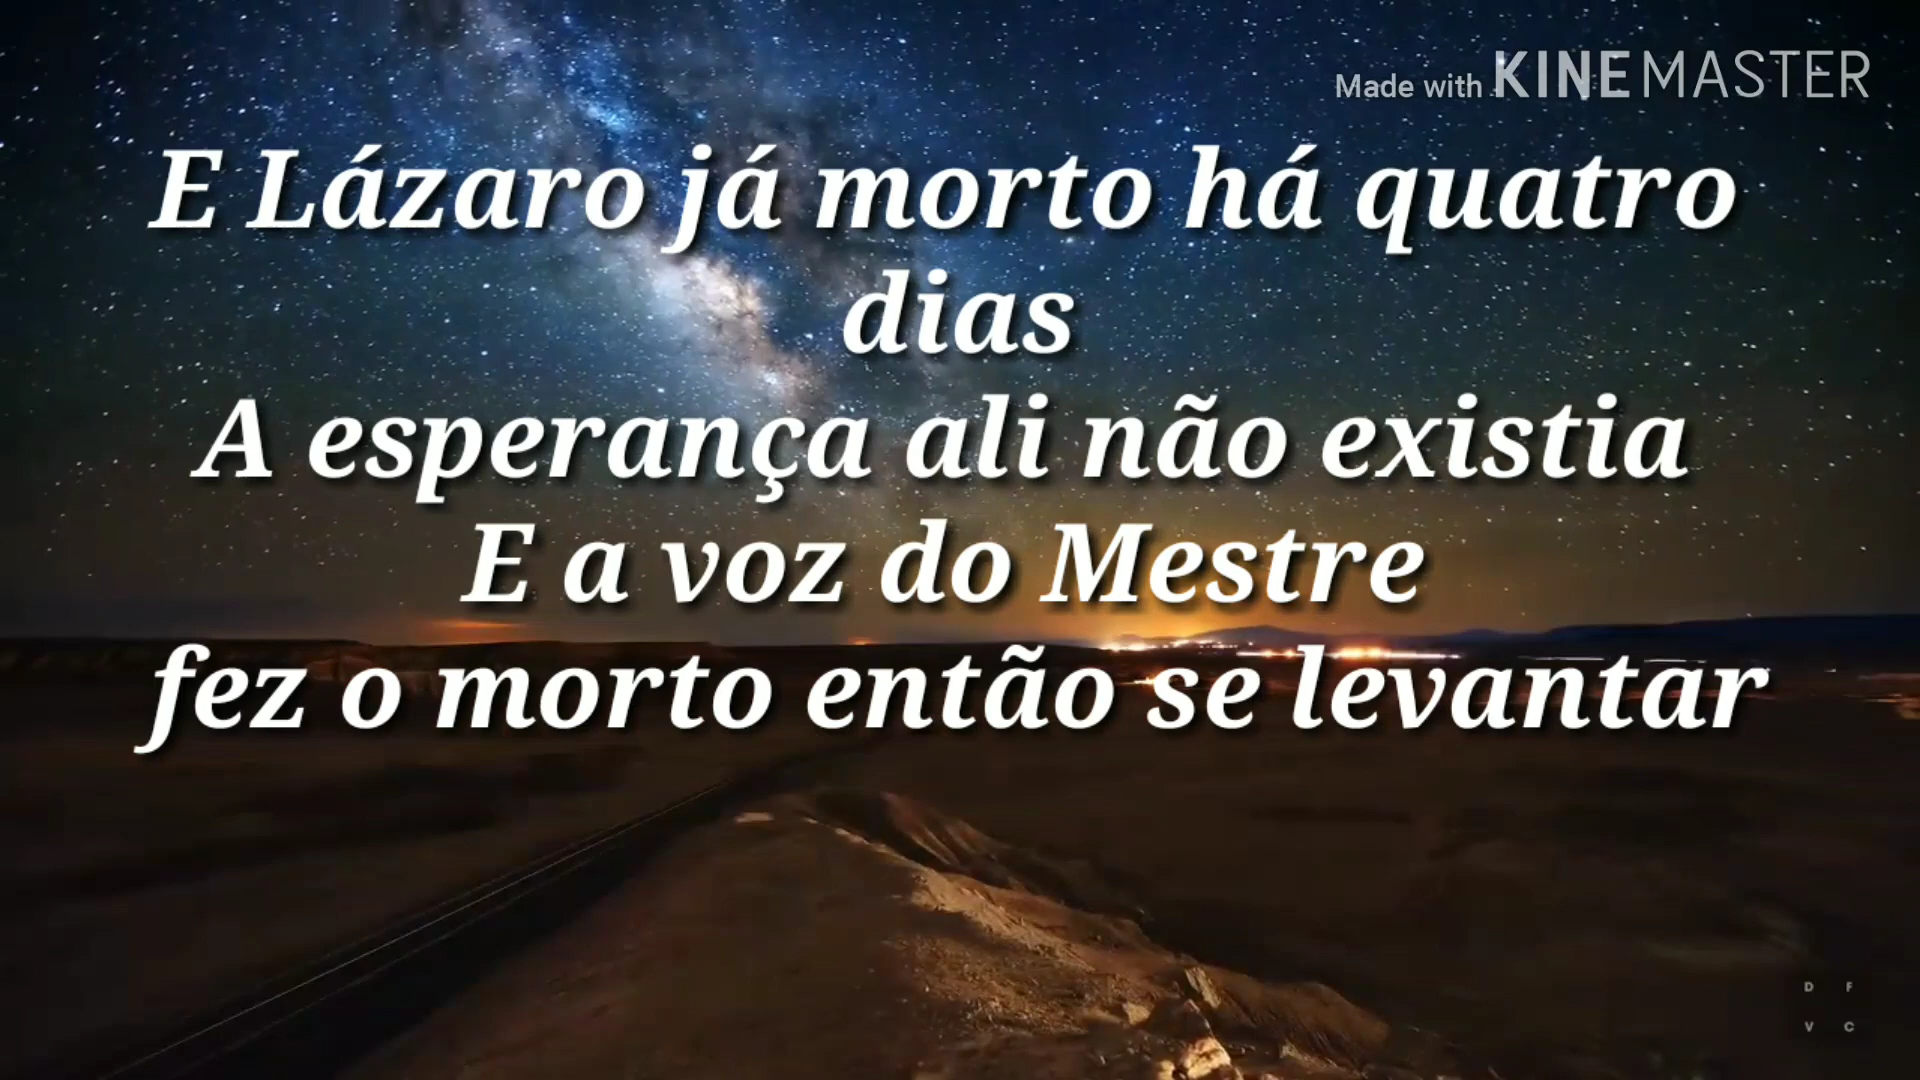 Made with KINEMASTER
E Lázaro já morto há quatro
dias
A esperança ali não existia
E a voz do Mestre
fez o morto então se levantar
D F
V C